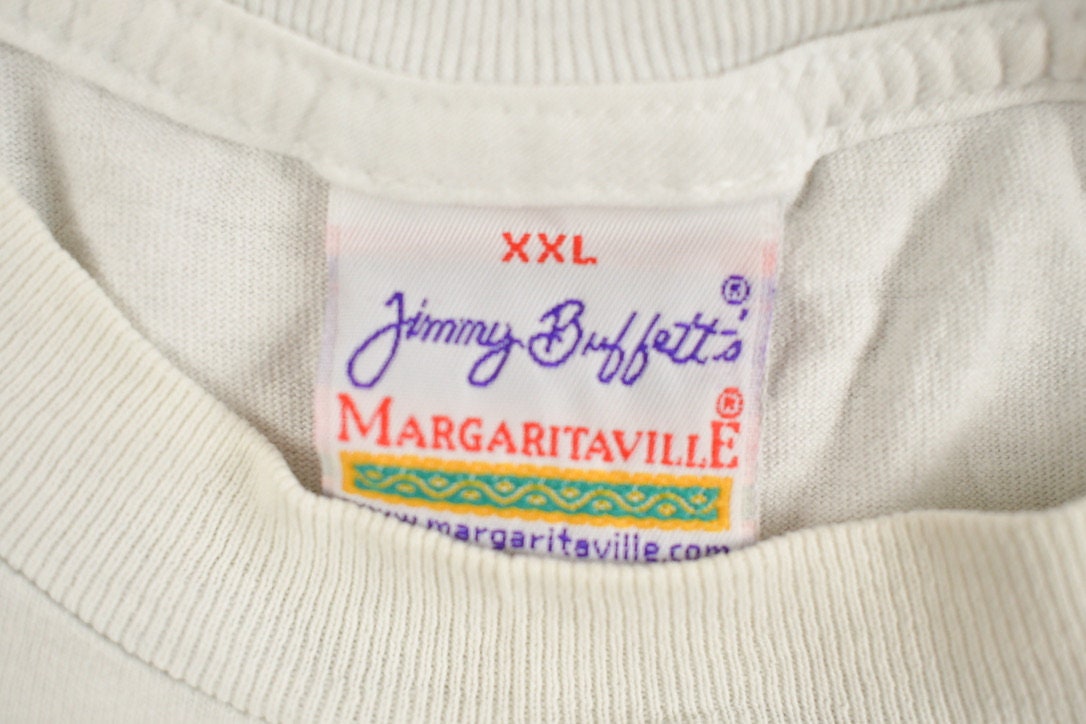 XXL
Jimmy Buffett's®
MARGARITAVILLE®
www.margaritaville.com